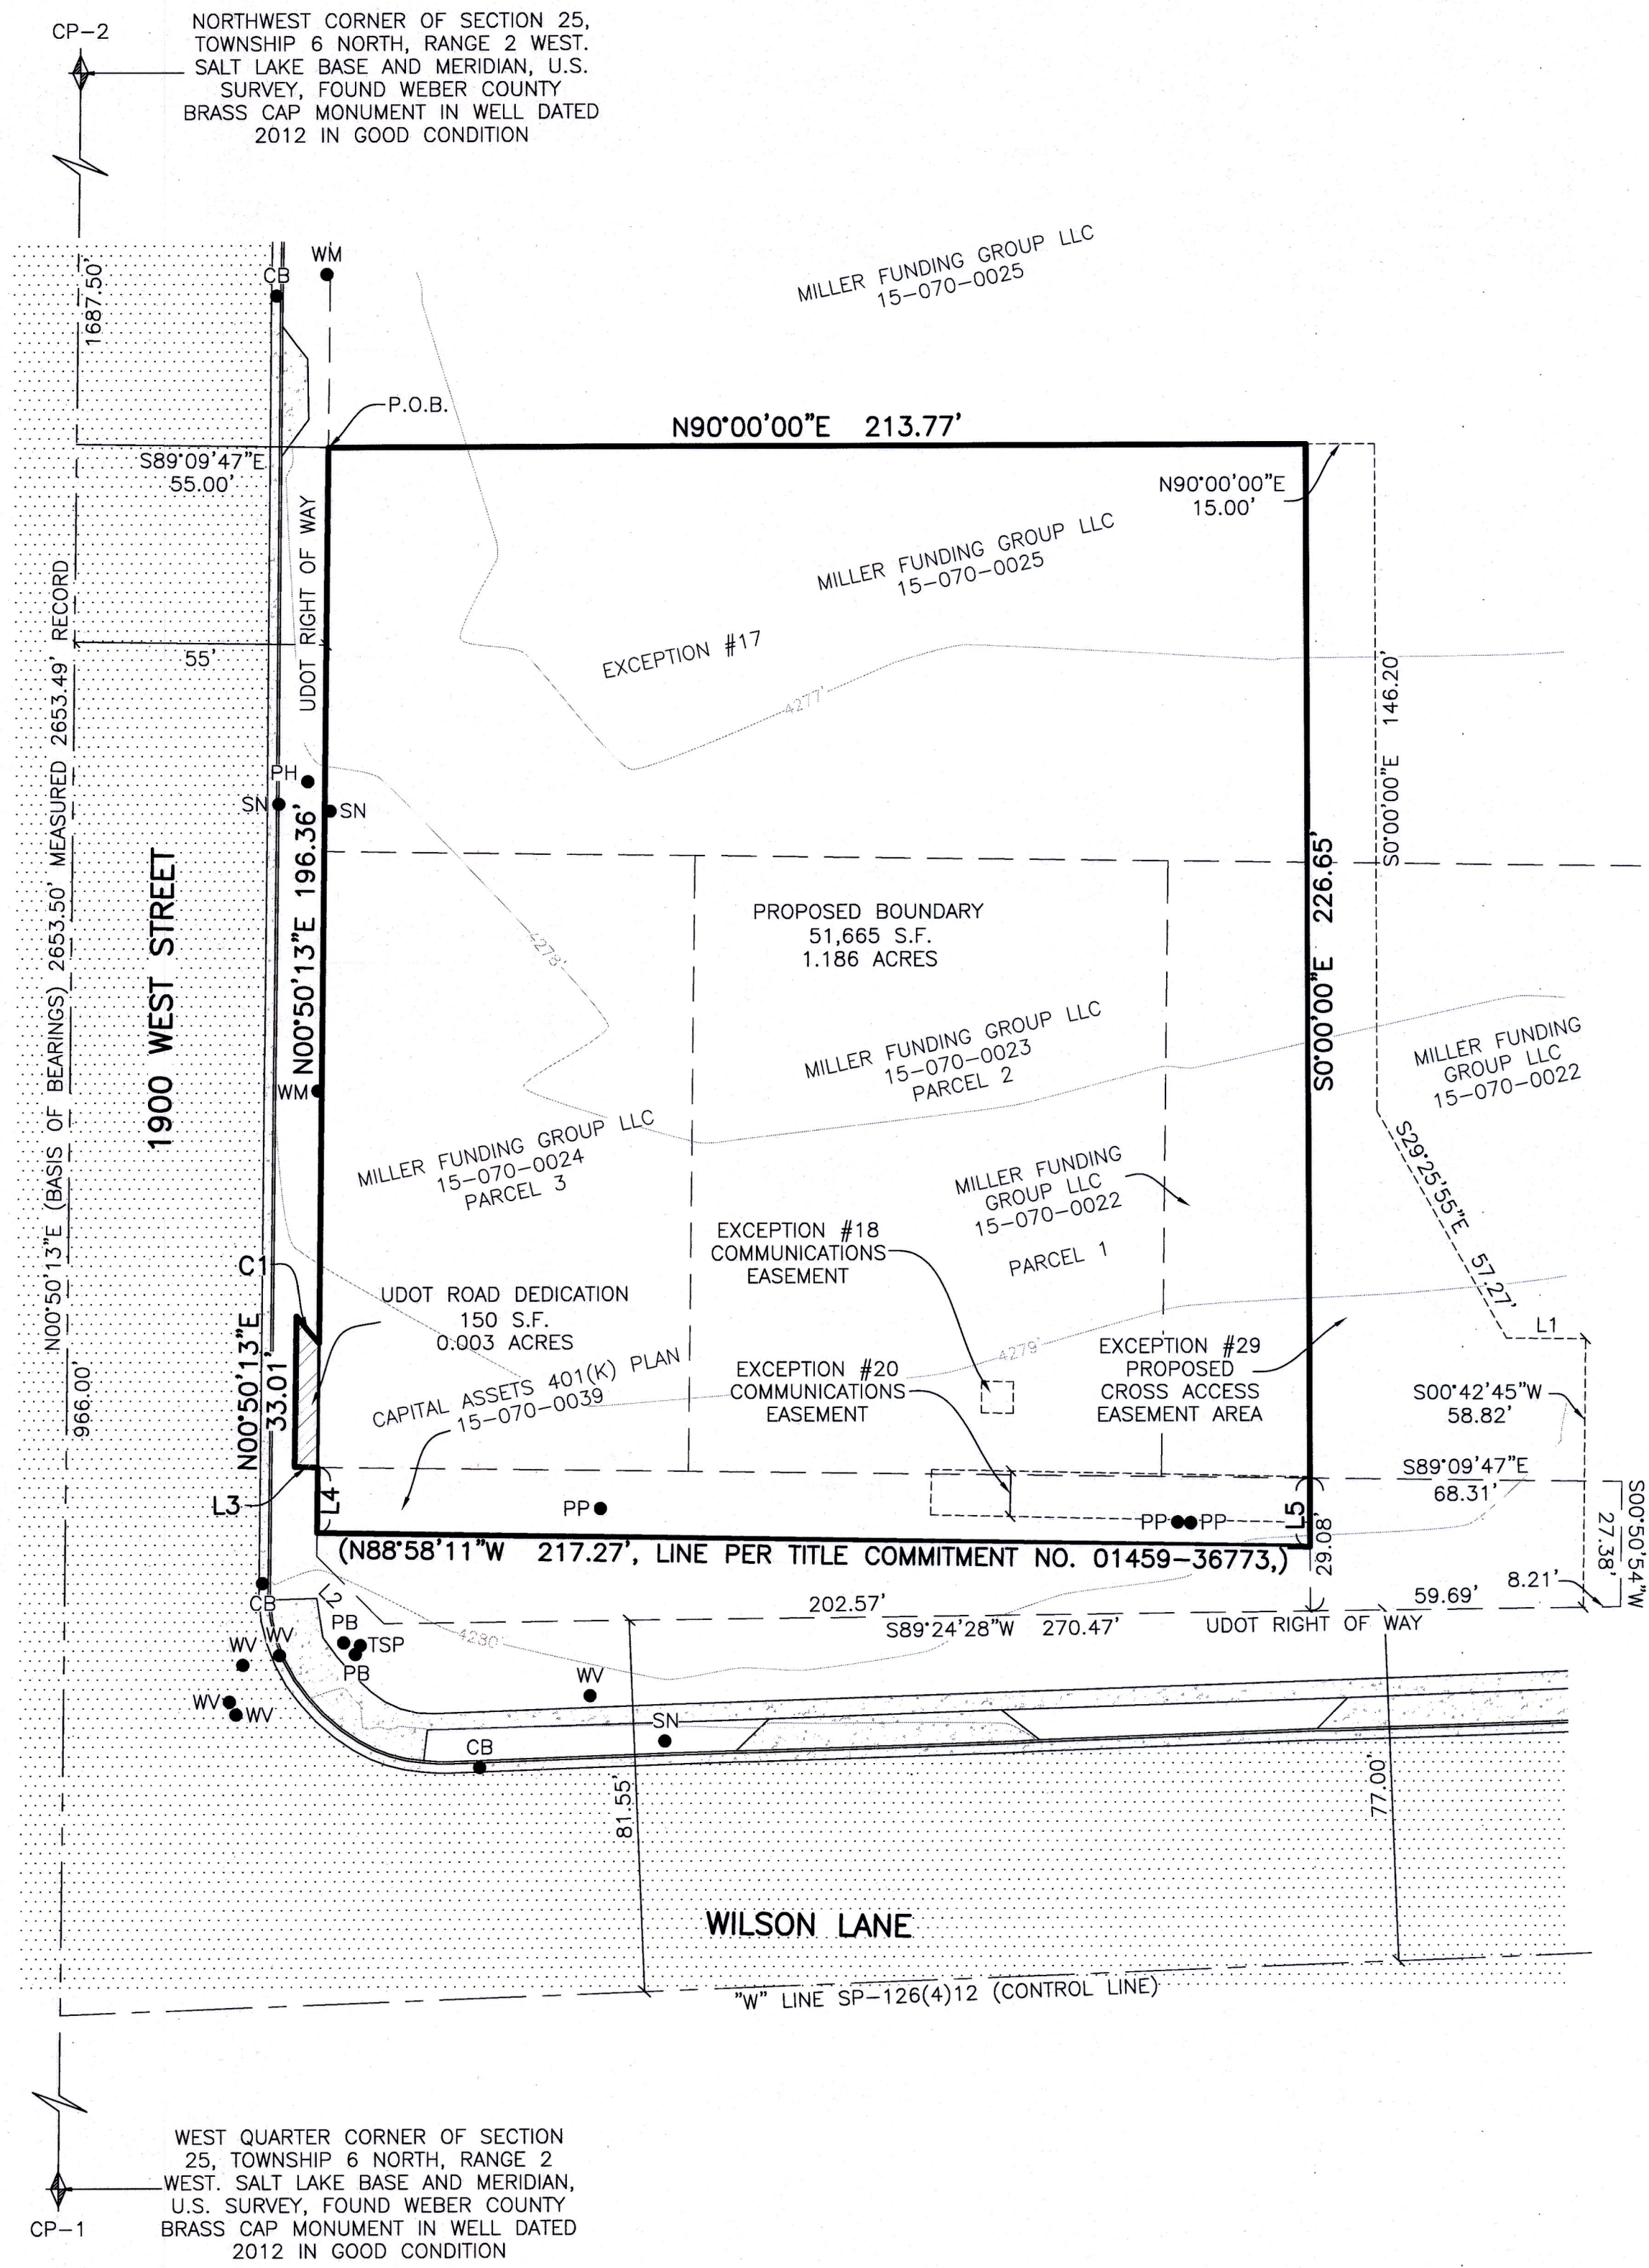 CP-2
NORTHWEST CORNER OF SECTION 25,
TOWNSHIP 6 NORTH, RANGE 2 WEST.
SALT LAKE BASE AND MERIDIAN, U.S.
SURVEY, FOUND WEBER COUNTY
BRASS CAP MONUMENT IN WELL DATED
2012 IN GOOD CONDITION
1687.50'
CB
WM
MILLER FUNDING GROUP LLC
15-070-0025
P.O.B.
N90°00'00"E 213.77'
S89°09'47"E
55.00'
N90°00'00"E
15.00'
UDOT RIGHT OF WAY
MILLER FUNDING GROUP LLC
15-070-0025
EXCEPTION #17
55'
4277'
S0°00'00"E 146.20'
N00°50'13"E (BASIS OF BEARINGS) 2653.50' MEASURED 2653.49' RECORD
PH
SN
SN
N00°50'13"E 196.36'
1900 WEST STREET
PROPOSED BOUNDARY
51,665 S.F.
1.186 ACRES
S0°00'00"E 226.65'
4278'
MILLER FUNDING GROUP LLC
15-070-0023
PARCEL 2
MILLER FUNDING
GROUP LLC
15-070-0022
WM
MILLER FUNDING GROUP LLC
15-070-0024
PARCEL 3
MILLER FUNDING
GROUP LLC
15-070-0022
PARCEL 1
S29°25'55"E 57.27'
EXCEPTION #18
COMMUNICATIONS
EASEMENT
C1
UDOT ROAD DEDICATION
150 S.F.
0.003 ACRES
L1
N00°50'13"E
33.01'
966.00'
CAPITAL ASSETS 401(K) PLAN
15-070-0039
EXCEPTION #20
COMMUNICATIONS
EASEMENT
4279'
EXCEPTION #29
PROPOSED
CROSS ACCESS
EASEMENT AREA
S00°42'45"W
58.82'
S89°09'47"E
68.31'
L3
L4
PP
PP
PP
L5
29.08'
S00°50'54"W
27.38'
(N88°58'11"W 217.27', LINE PER TITLE COMMITMENT NO. 01459-36773,)
8.21'
CB
L2
202.57'
59.69'
S89°24'28"W 270.47'
UDOT RIGHT OF WAY
PB
TSP
PB
4280'
WV
WV
WV
WV
WV
SN
CB
81.55'
77.00'
WILSON LANE
"W" LINE SP-126(4)12 (CONTROL LINE)
WEST QUARTER CORNER OF SECTION
25, TOWNSHIP 6 NORTH, RANGE 2
WEST. SALT LAKE BASE AND MERIDIAN,
U.S. SURVEY, FOUND WEBER COUNTY
BRASS CAP MONUMENT IN WELL DATED
2012 IN GOOD CONDITION
CP-1